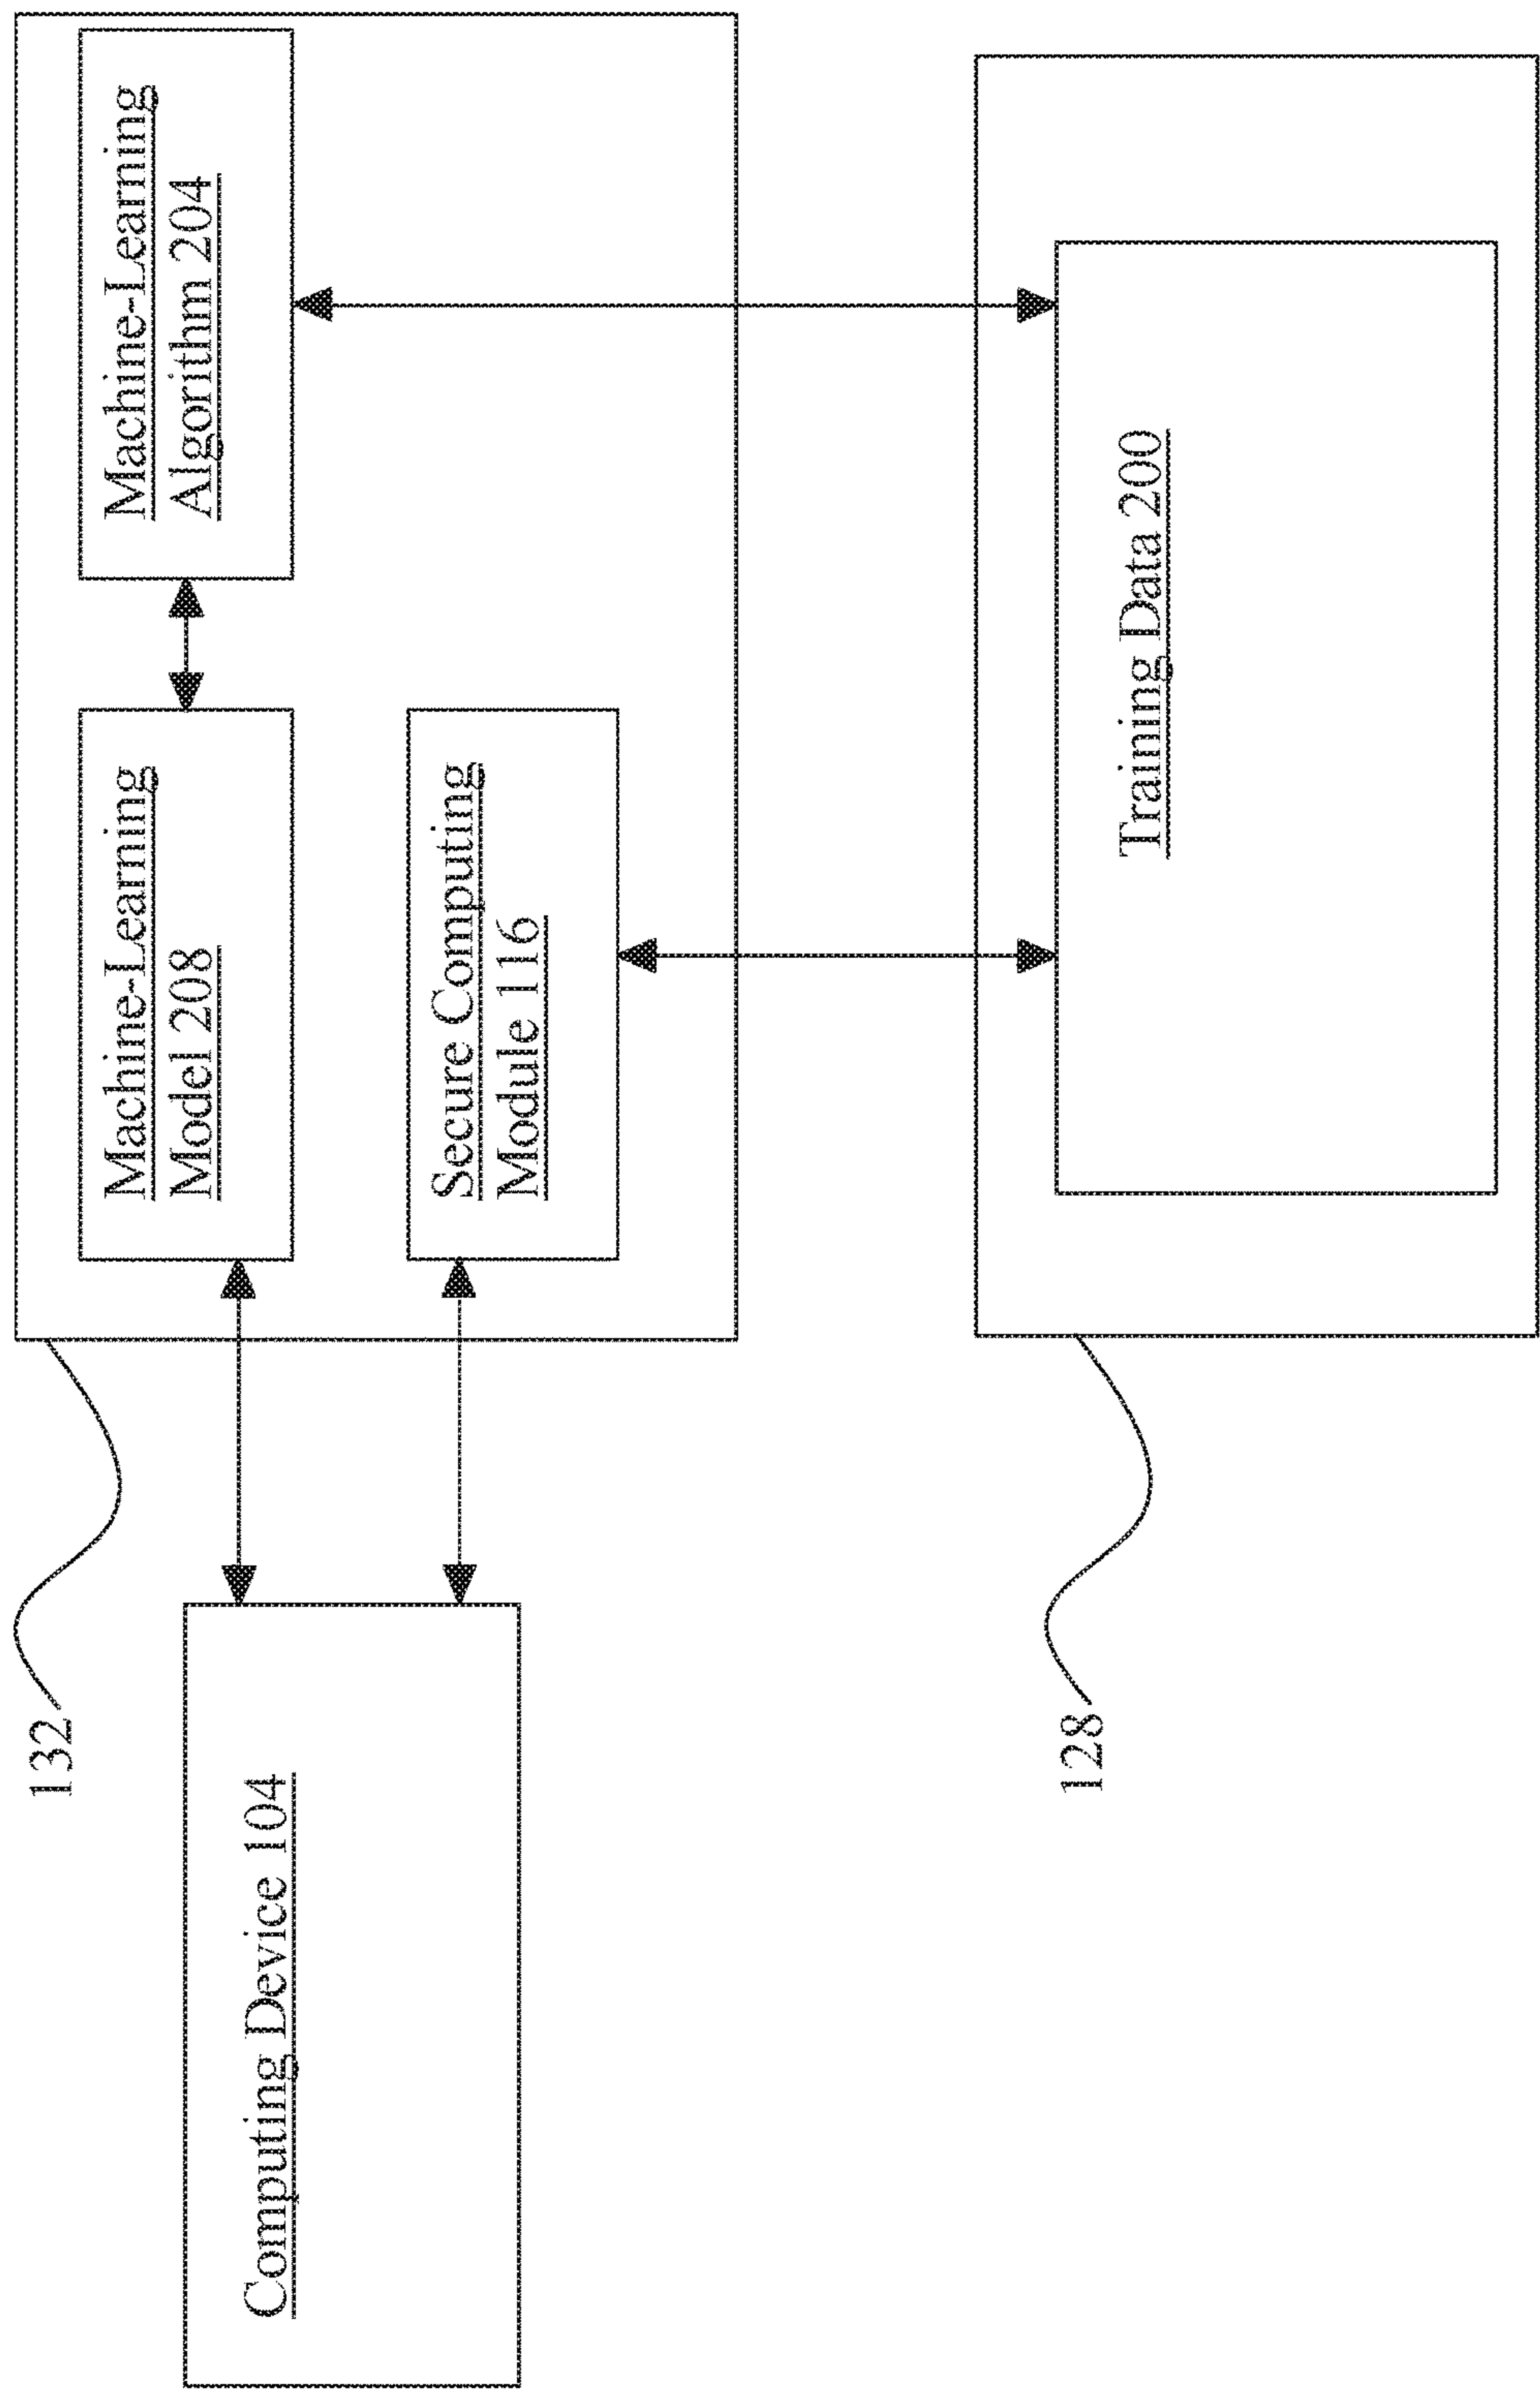 132
Machine-Learning
Model 208
Machine-Learning
Algorithm 204
Computing Device 104
Secure Computing
Module 116
128
Training Data 200